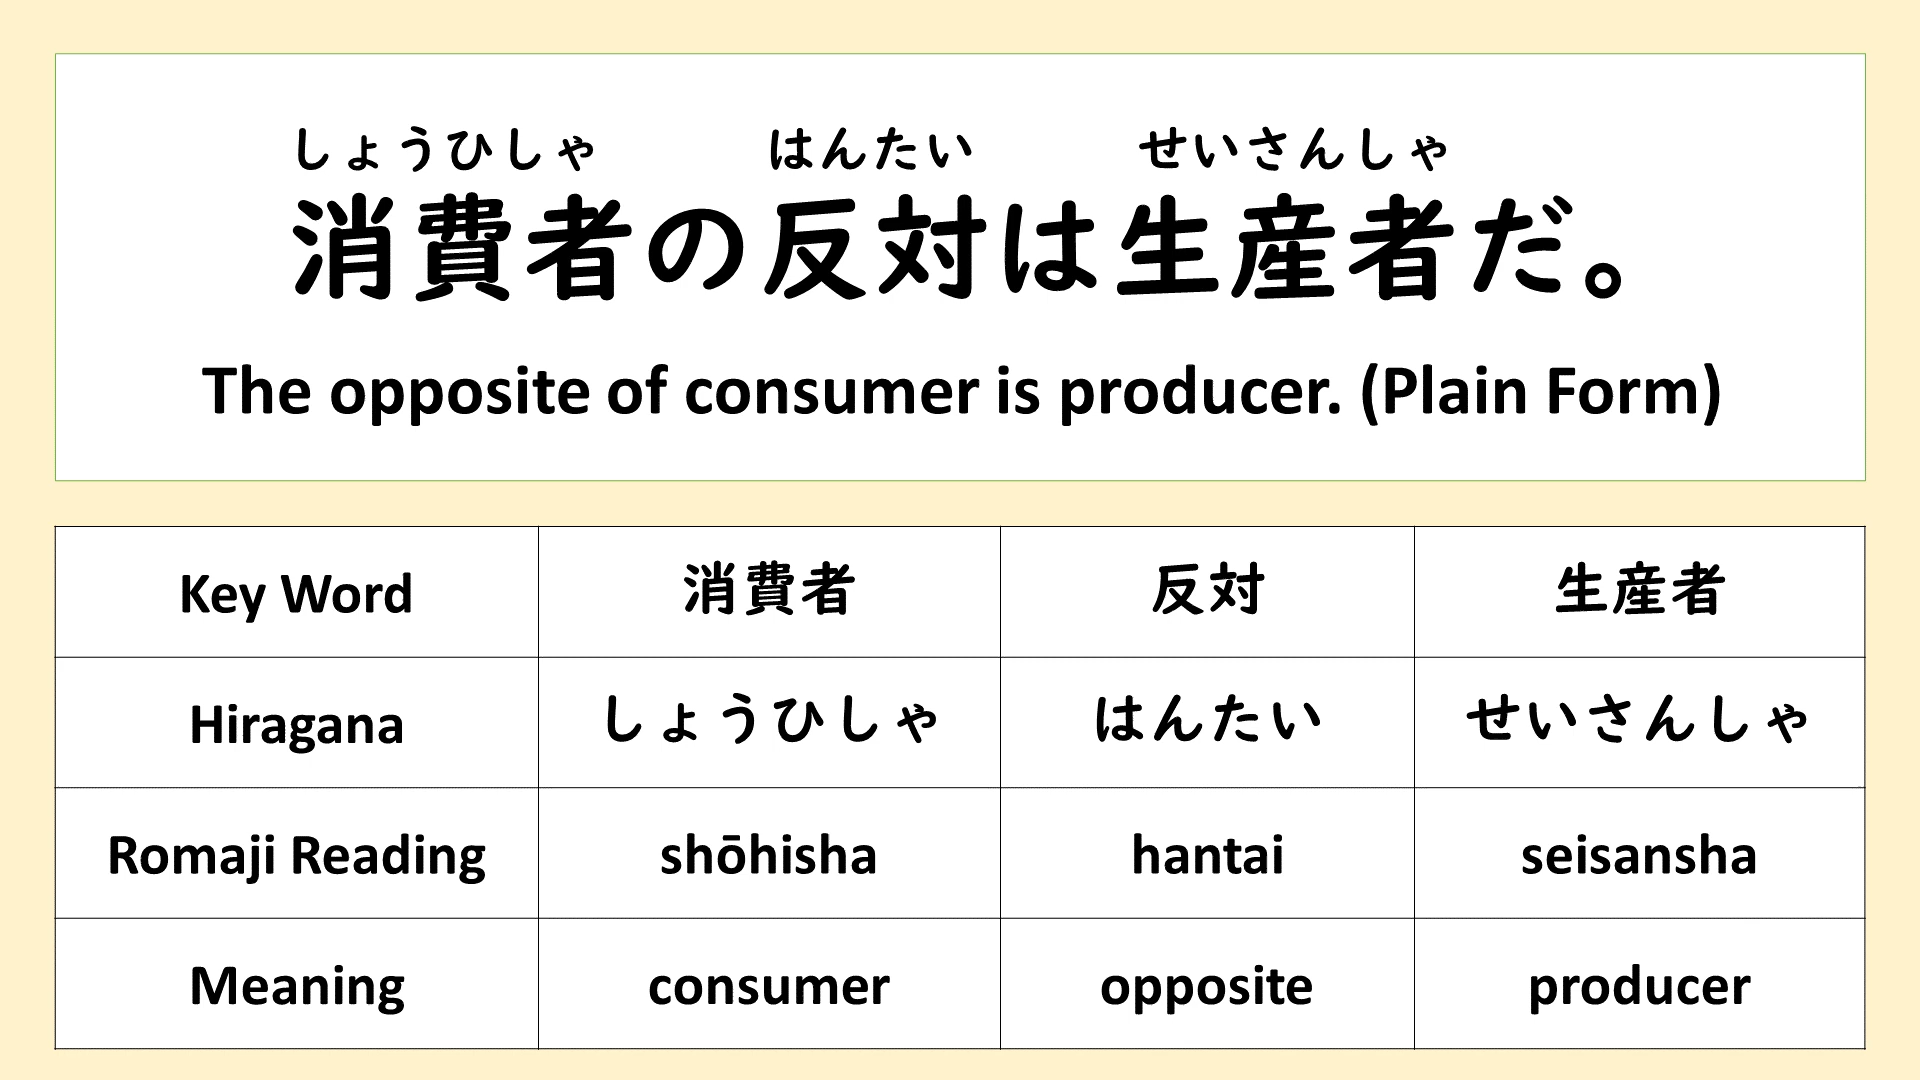 しょうひしゃ はんたい せいさんしゃ
消費者の反対は生産者だ。
The opposite of consumer is producer. (Plain Form)
Key Word 消費者 反対 生産者
Hiragana しょうひしゃ はんたい せいさんしゃ
Romaji Reading shōhisha hantai seisansha
Meaning consumer opposite producer